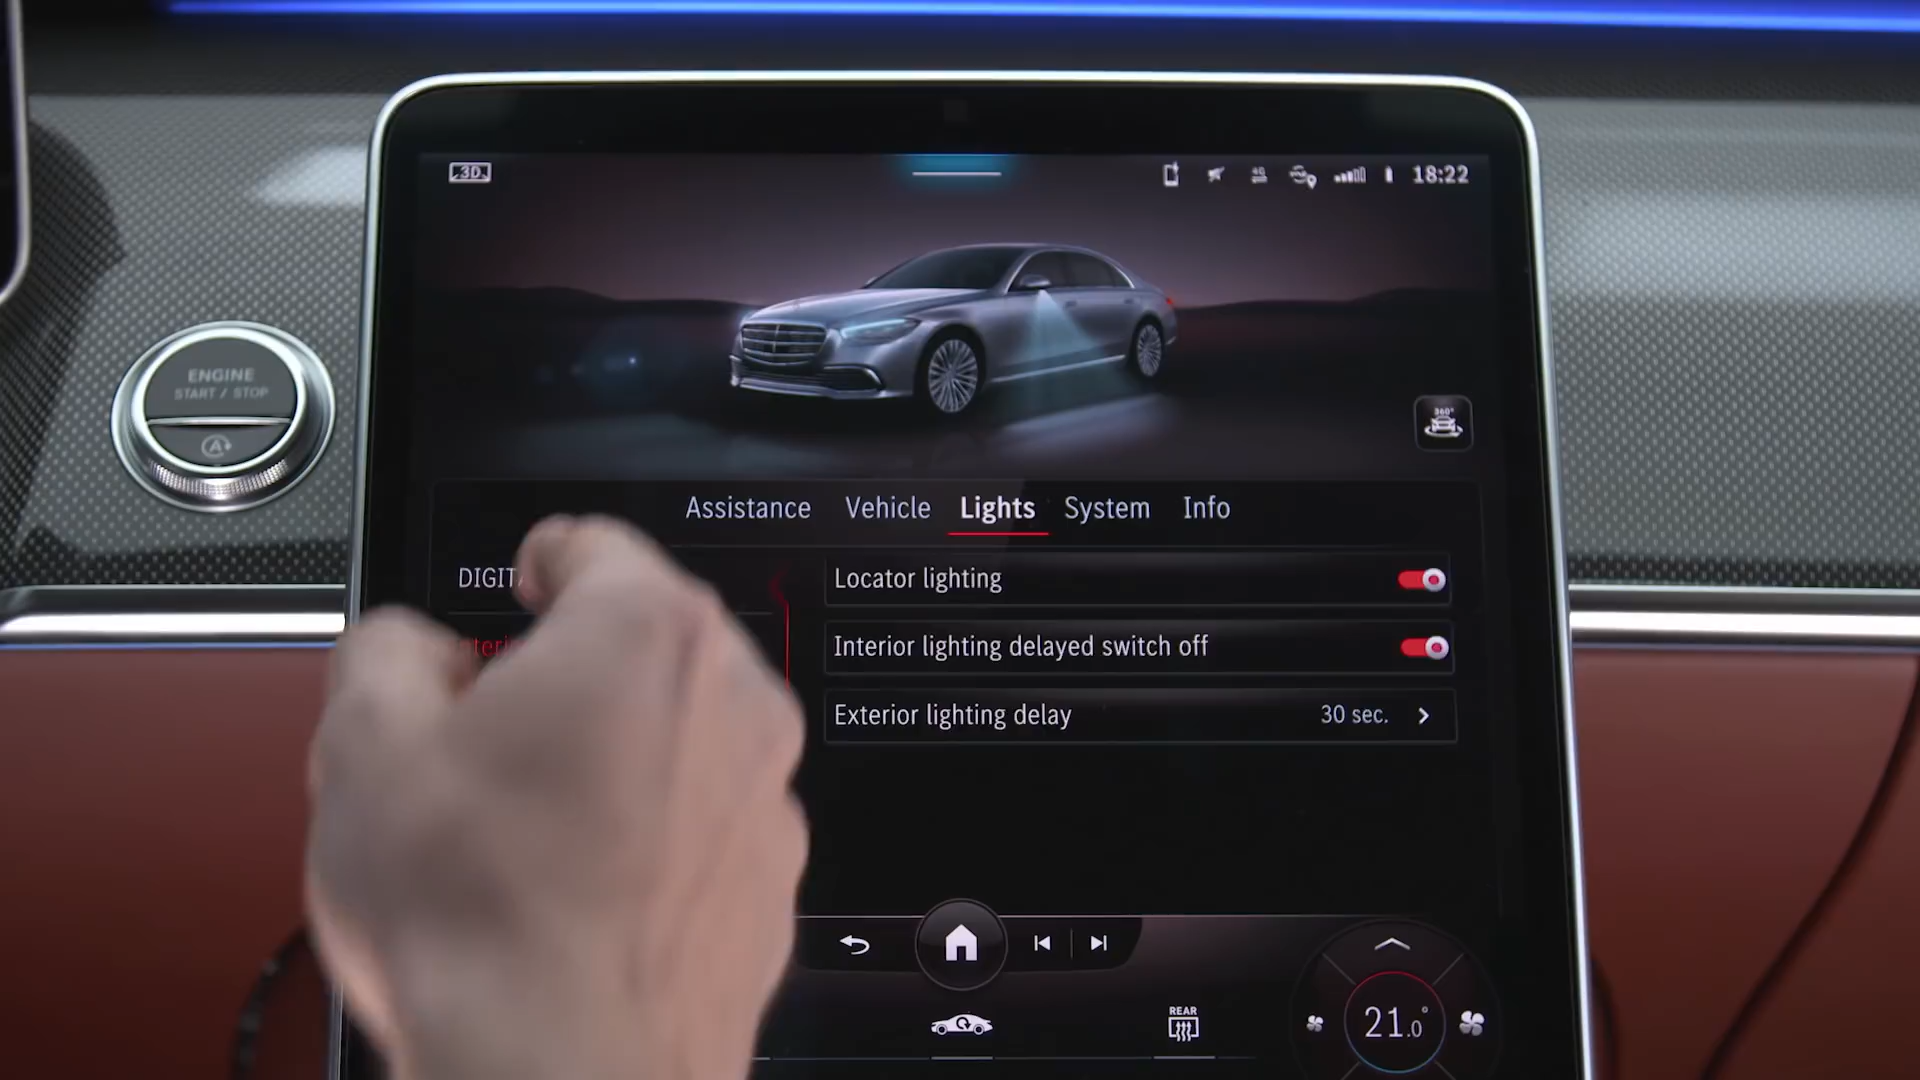 3D
18:22
360°
ENGINE
START / STOP
A
Assistance Vehicle Lights System Info
Locator lighting
Interior lighting delayed switch off
Exterior lighting delay 30 sec. >
REAR
21.0°